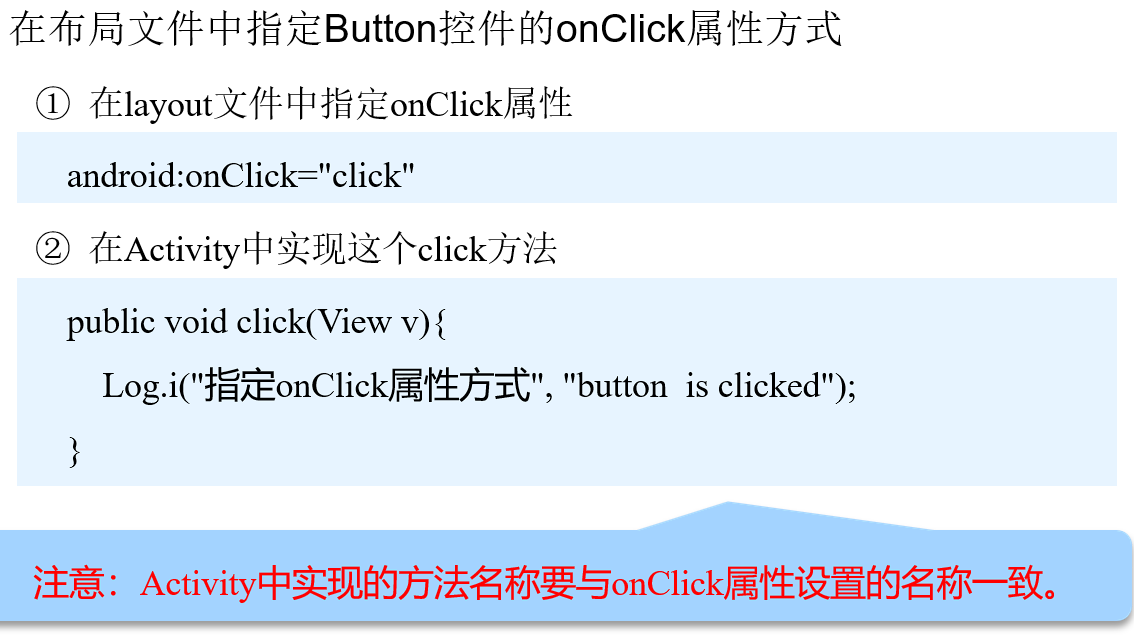 在布局文件中指定Button控件的onClick属性方式
① 在layout文件中指定onClick属性
android:onClick="click"
② 在Activity中实现这个click方法
public void click(View v){
Log.i("指定onClick属性方式", "button  is clicked");
}
注意：Activity中实现的方法名称要与onClick属性设置的名称一致。